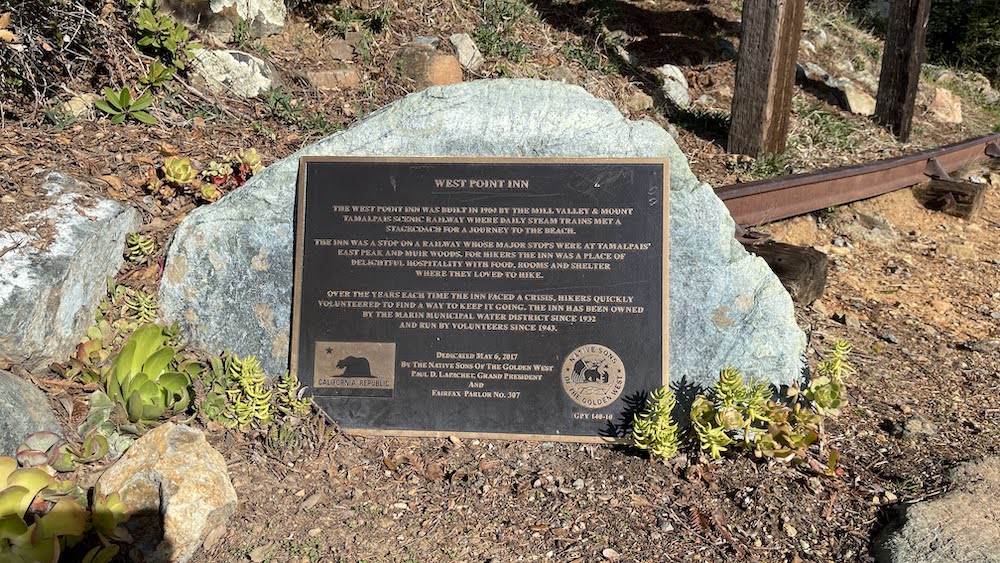 WEST POINT INN
THE WEST POINT INN WAS BUILT IN 1904 BY THE MILL VALLEY & MOUNT
TAMALPAIS SCENIC RAILWAY WHERE DAILY STEAM TRAINS MET A
STAGECOACH FOR A JOURNEY TO THE BEACH.
THE INN WAS A STOP ON A RAILWAY WHOSE MAJOR STOPS WERE AT TAMALPAIS'
EAST PEAK AND MUIR WOODS. FOR HIKERS THE INN WAS A PLACE OF
DELIGHTFUL HOSPITALITY WITH FOOD, ROOMS AND SHELTER
WHERE THEY LOVED TO HIKE.
OVER THE YEARS EACH TIME THE INN FACED A CRISIS, HIKERS QUICKLY
VOLUNTEERED TO FIND A WAY TO KEEP IT GOING. THE INN HAS BEEN OWNED
BY THE MARIN MUNICIPAL WATER DISTRICT SINCE 1932
AND RUN BY VOLUNTEERS SINCE 1943.
CALIFORNIA REPUBLIC
DEDICATED MAY 6, 2017
BY THE NATIVE SONS OF THE GOLDEN WEST
PAUL D. LAPACHET, GRAND PRESIDENT
AND
FAIRFAX PARLOR NO. 307
NATIVE SONS
OF THE GOLDEN WEST
GPY 140-10